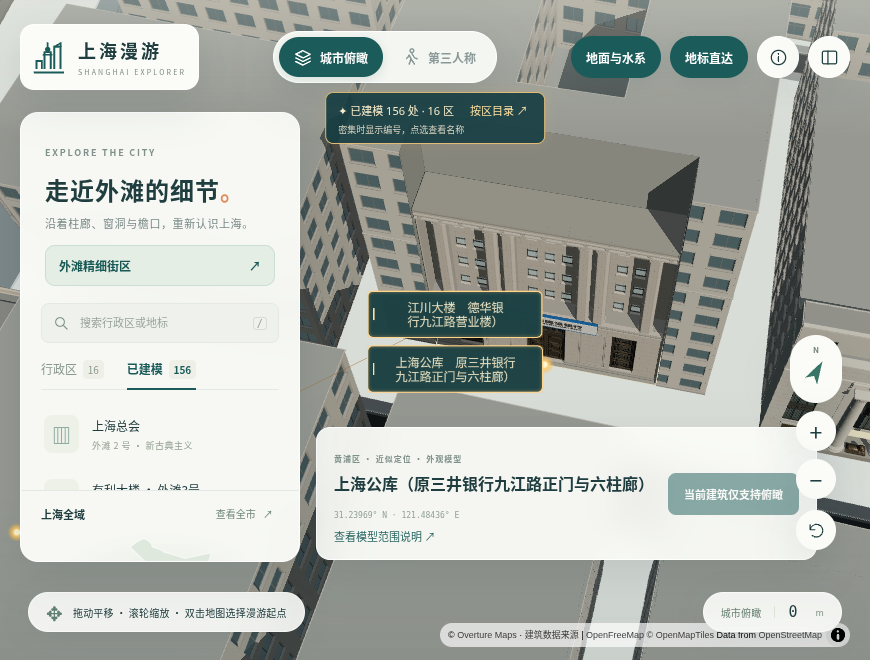 上海漫游
SHANGHAI EXPLORER
城市俯瞰
第三人称
地面与水系
地标直达
✦ 已建模 156 处 · 16 区 按区目录 ↗
密集时显示编号，点选查看名称
EXPLORE THE CITY
走近外滩的细节。
沿着柱廊、窗洞与檐口，重新认识上海。
外滩精细街区 ↗
搜索行政区或地标 /
行政区 16 已建模 156
上海总会
外滩 2 号 · 新古典主义
有利大楼 · 外滩3号
上海全域
查看全市 ↗
江川大楼 德华银
行九江路营业楼）
上海公库 原三井银行
九江路正门与六柱廊）
N
+
−
黄浦区 · 近似定位 · 外观模型
上海公库（原三井银行九江路正门与六柱廊）
31.23969° N · 121.48436° E
查看模型范围说明 ↗
当前建筑仅支持俯瞰
拖动平移 · 滚轮缩放 · 双击地图选择漫游起点
城市俯瞰 0 m
© Overture Maps · 建筑数据来源 | OpenFreeMap © OpenMapTiles Data from OpenStreetMap